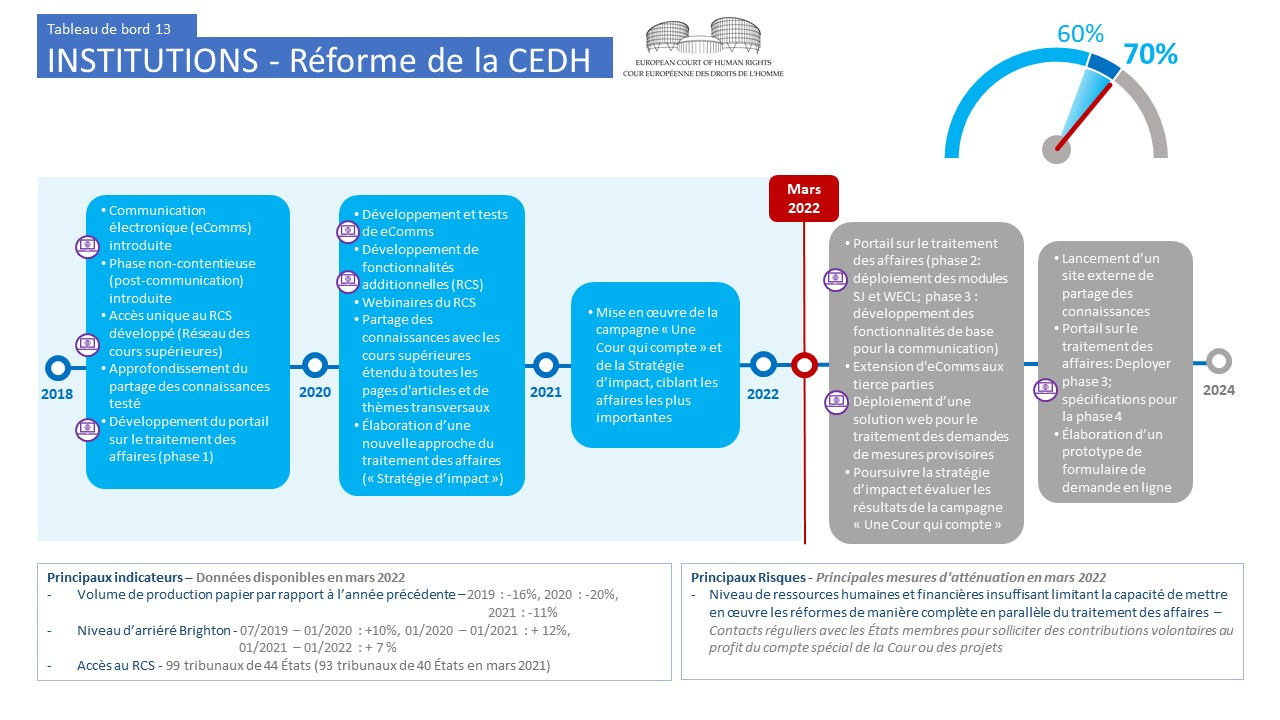 Tableau de bord 13
INSTITUTIONS - Réforme de la CEDH
EUROPEAN COURT OF HUMAN RIGHTS
COUR EUROPÉENNE DES DROITS DE L'HOMME
60%
70%
2018
• Communication
électronique (eComms)
introduite
• Phase non-contentieuse
(post-communication)
introduite
• Accès unique au RCS
développé (Réseau des
cours supérieures)
• Approfondissement du
partage des connaissances
testé
• Développement du portail
sur le traitement des
affaires (phase 1)
2020
• Développement et tests
de eComms
• Développement de
fonctionnalités
additionnelles (RCS)
• Webinaires du RCS
• Partage des
connaissances avec les
cours supérieures
étendu à toutes les
pages d'articles et de
thèmes transversaux
• Élaboration d'une
nouvelle approche du
traitement des affaires
(« Stratégie d'impact »)
2021
• Mise en œuvre de la
campagne « Une
Cour qui compte » et
de la Stratégie
d'impact, ciblant les
affaires les plus
importantes
2022
Mars
2022
• Portail sur le traitement
des affaires (phase 2:
déploiement des modules
SJ et WECL; phase 3 :
développement des
fonctionnalités de base
pour la communication)
• Extension d'eComms aux
tierce parties
• Déploiement d'une
solution web pour le
traitement des demandes
de mesures provisoires
• Poursuivre la stratégie
d'impact et évaluer les
résultats de la campagne
« Une Cour qui compte »
• Lancement d'un
site externe de
partage des
connaissances
• Portail sur le
traitement des
affaires: Deployer
phase 3;
spécifications pour
la phase 4
• Élaboration d'un
prototype de
formulaire de
demande en ligne
2024
Principaux indicateurs – Données disponibles en mars 2022
- Volume de production papier par rapport à l'année précédente – 2019 : -16%, 2020 : -20%,
2021 : -11%
- Niveau d'arriéré Brighton - 07/2019 – 01/2020 : +10%, 01/2020 – 01/2021 : + 12%,
01/2021 – 01/2022 : + 7 %
- Accès au RCS - 99 tribunaux de 44 États (93 tribunaux de 40 États en mars 2021)
Principaux Risques - Principales mesures d'atténuation en mars 2022
- Niveau de ressources humaines et financières insuffisant limitant la capacité de mettre
en œuvre les réformes de manière complète en parallèle du traitement des affaires –
Contacts réguliers avec les États membres pour solliciter des contributions volontaires au
profit du compte spécial de la Cour ou des projets